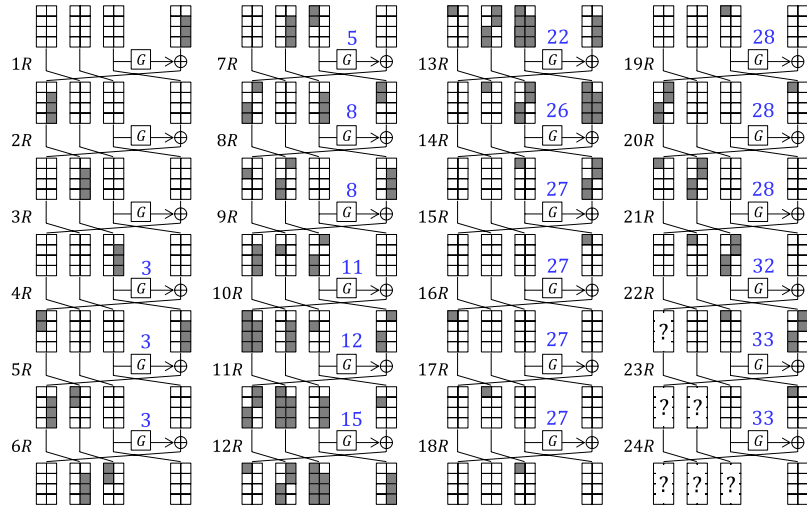 5 22 28
1R G 7R G 13R G 19R G
8 26 28
2R G 8R G 14R G 20R G
8 27 28
3R G 9R G 15R G 21R G
3 11 27 32
4R G 10R G 16R G 22R G
?
3 12 27 33
5R G 11R G 17R G 23R G
? ?
3 15 27 33
6R G 12R G 18R G 24R G
? ? ?